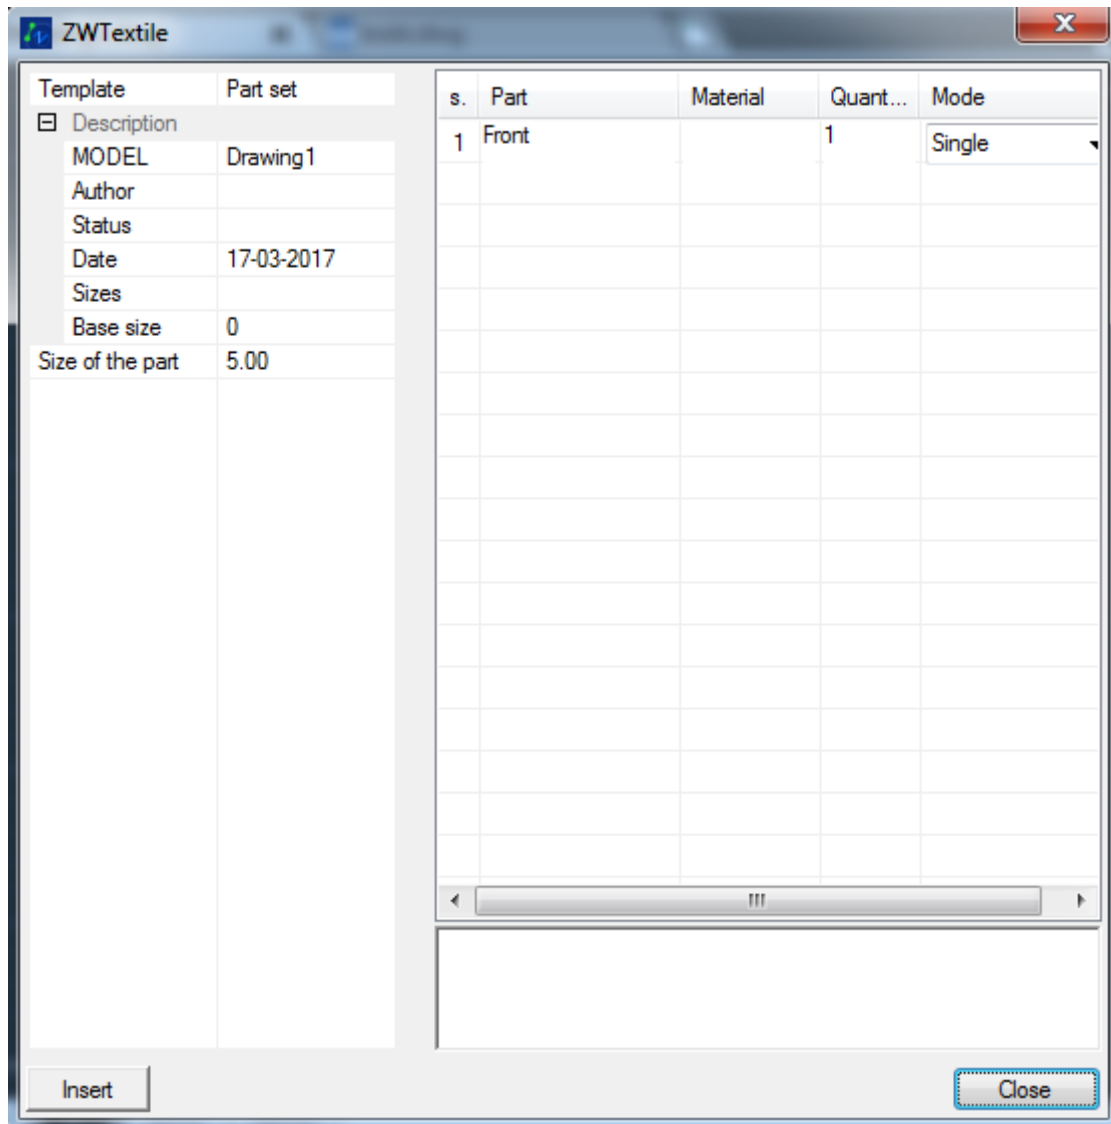 ZWTextile
Template Part set
Description
MODEL Drawing1
Author
Status
Date 17-03-2017
Sizes
Base size 0
Size of the part 5.00
s. Part Material Quant... Mode
1 Front 1 Single
Insert
Close